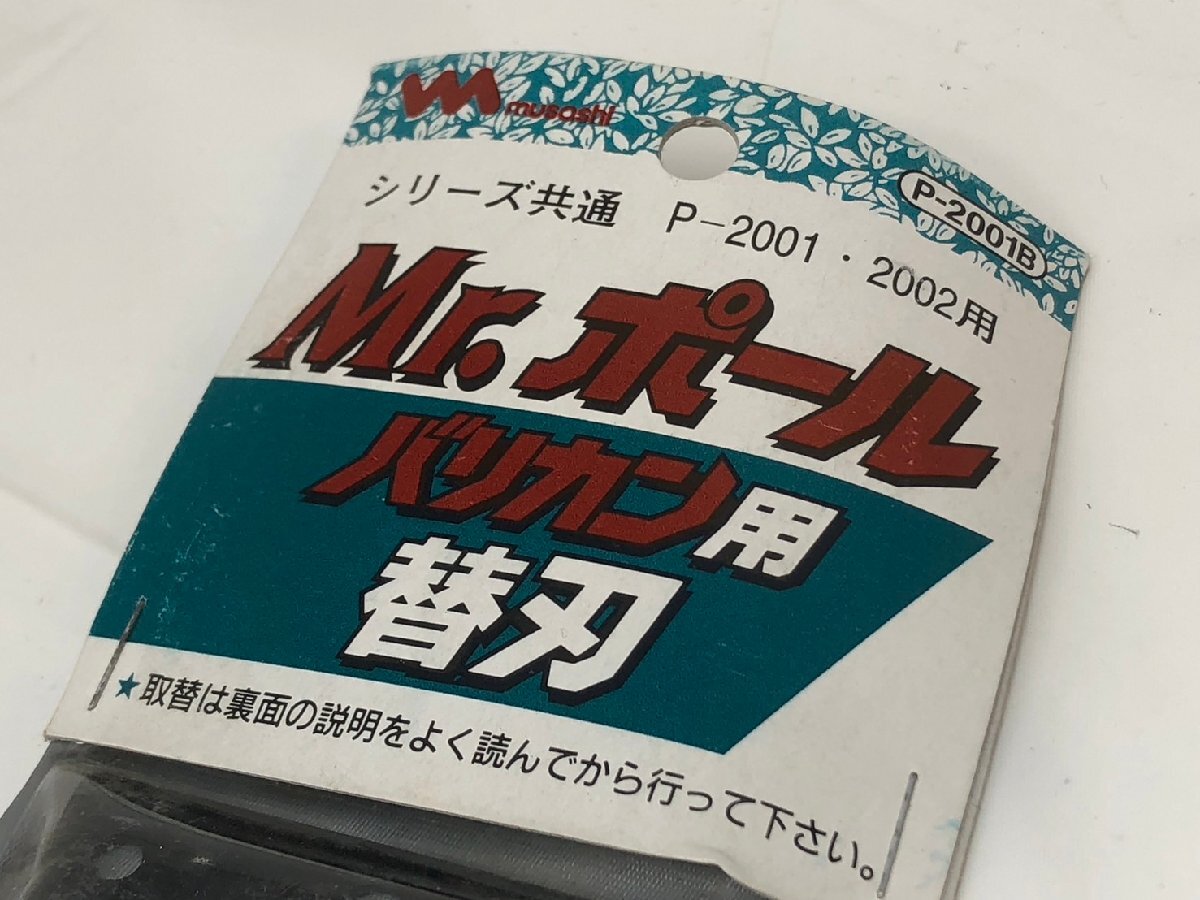 musashi
P-2001B
シリーズ共通 P-2001・2002用
Mr.ポール
バリカン用
替刃
★取替は裏面の説明をよく読んでから行って下さい。